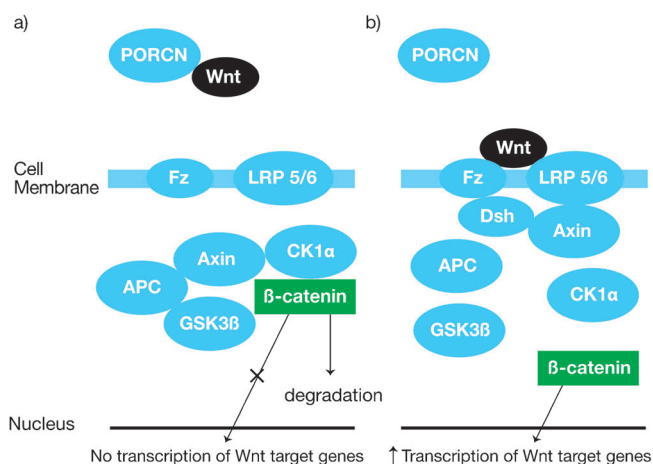 a)
PORCN
Wnt
Cell
Membrane
Fz
LRP 5/6
Axin
CK1α
APC
ß-catenin
GSK3ß
degradation
Nucleus
No transcription of Wnt target genes
b)
PORCN
Wnt
Fz
LRP 5/6
Dsh
Axin
APC
CK1α
GSK3ß
ß-catenin
↑ Transcription of Wnt target genes